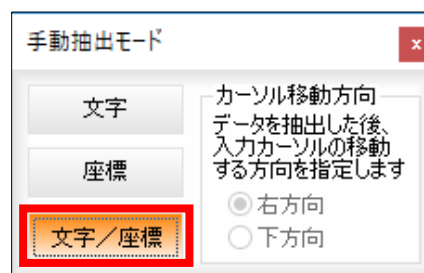 手動抽出モード
x
文字
座標
文字／座標
カーソル移動方向
データを抽出した後、
入力カーソルの移動
する方向を指定します
右方向
下方向